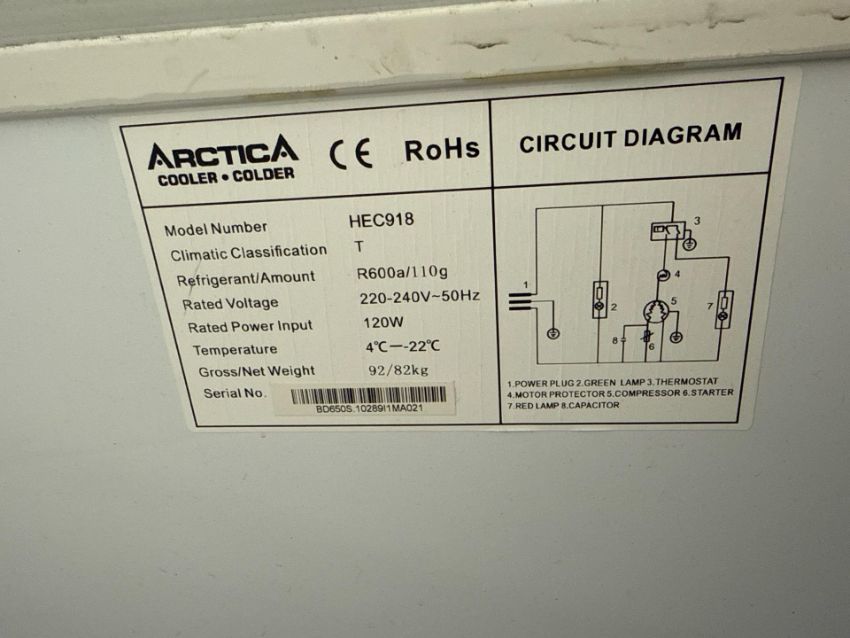 ARCTICA
COOLER • COLDER
CE RoHs
CIRCUIT DIAGRAM
Model Number HEC918
Climatic Classification T
Refrigerant/Amount R600a/110g
Rated Voltage 220-240V~50Hz
Rated Power Input 120W
Temperature 4℃—-22℃
Gross/Net Weight 92/82kg
Serial No.
BD650S.10289I1MA021
1
2
3
4
5
6
7
8
1.POWER PLUG 2.GREEN LAMP 3.THERMOSTAT
4.MOTOR PROTECTOR 5.COMPRESSOR 6.STARTER
7.RED LAMP 8.CAPACITOR